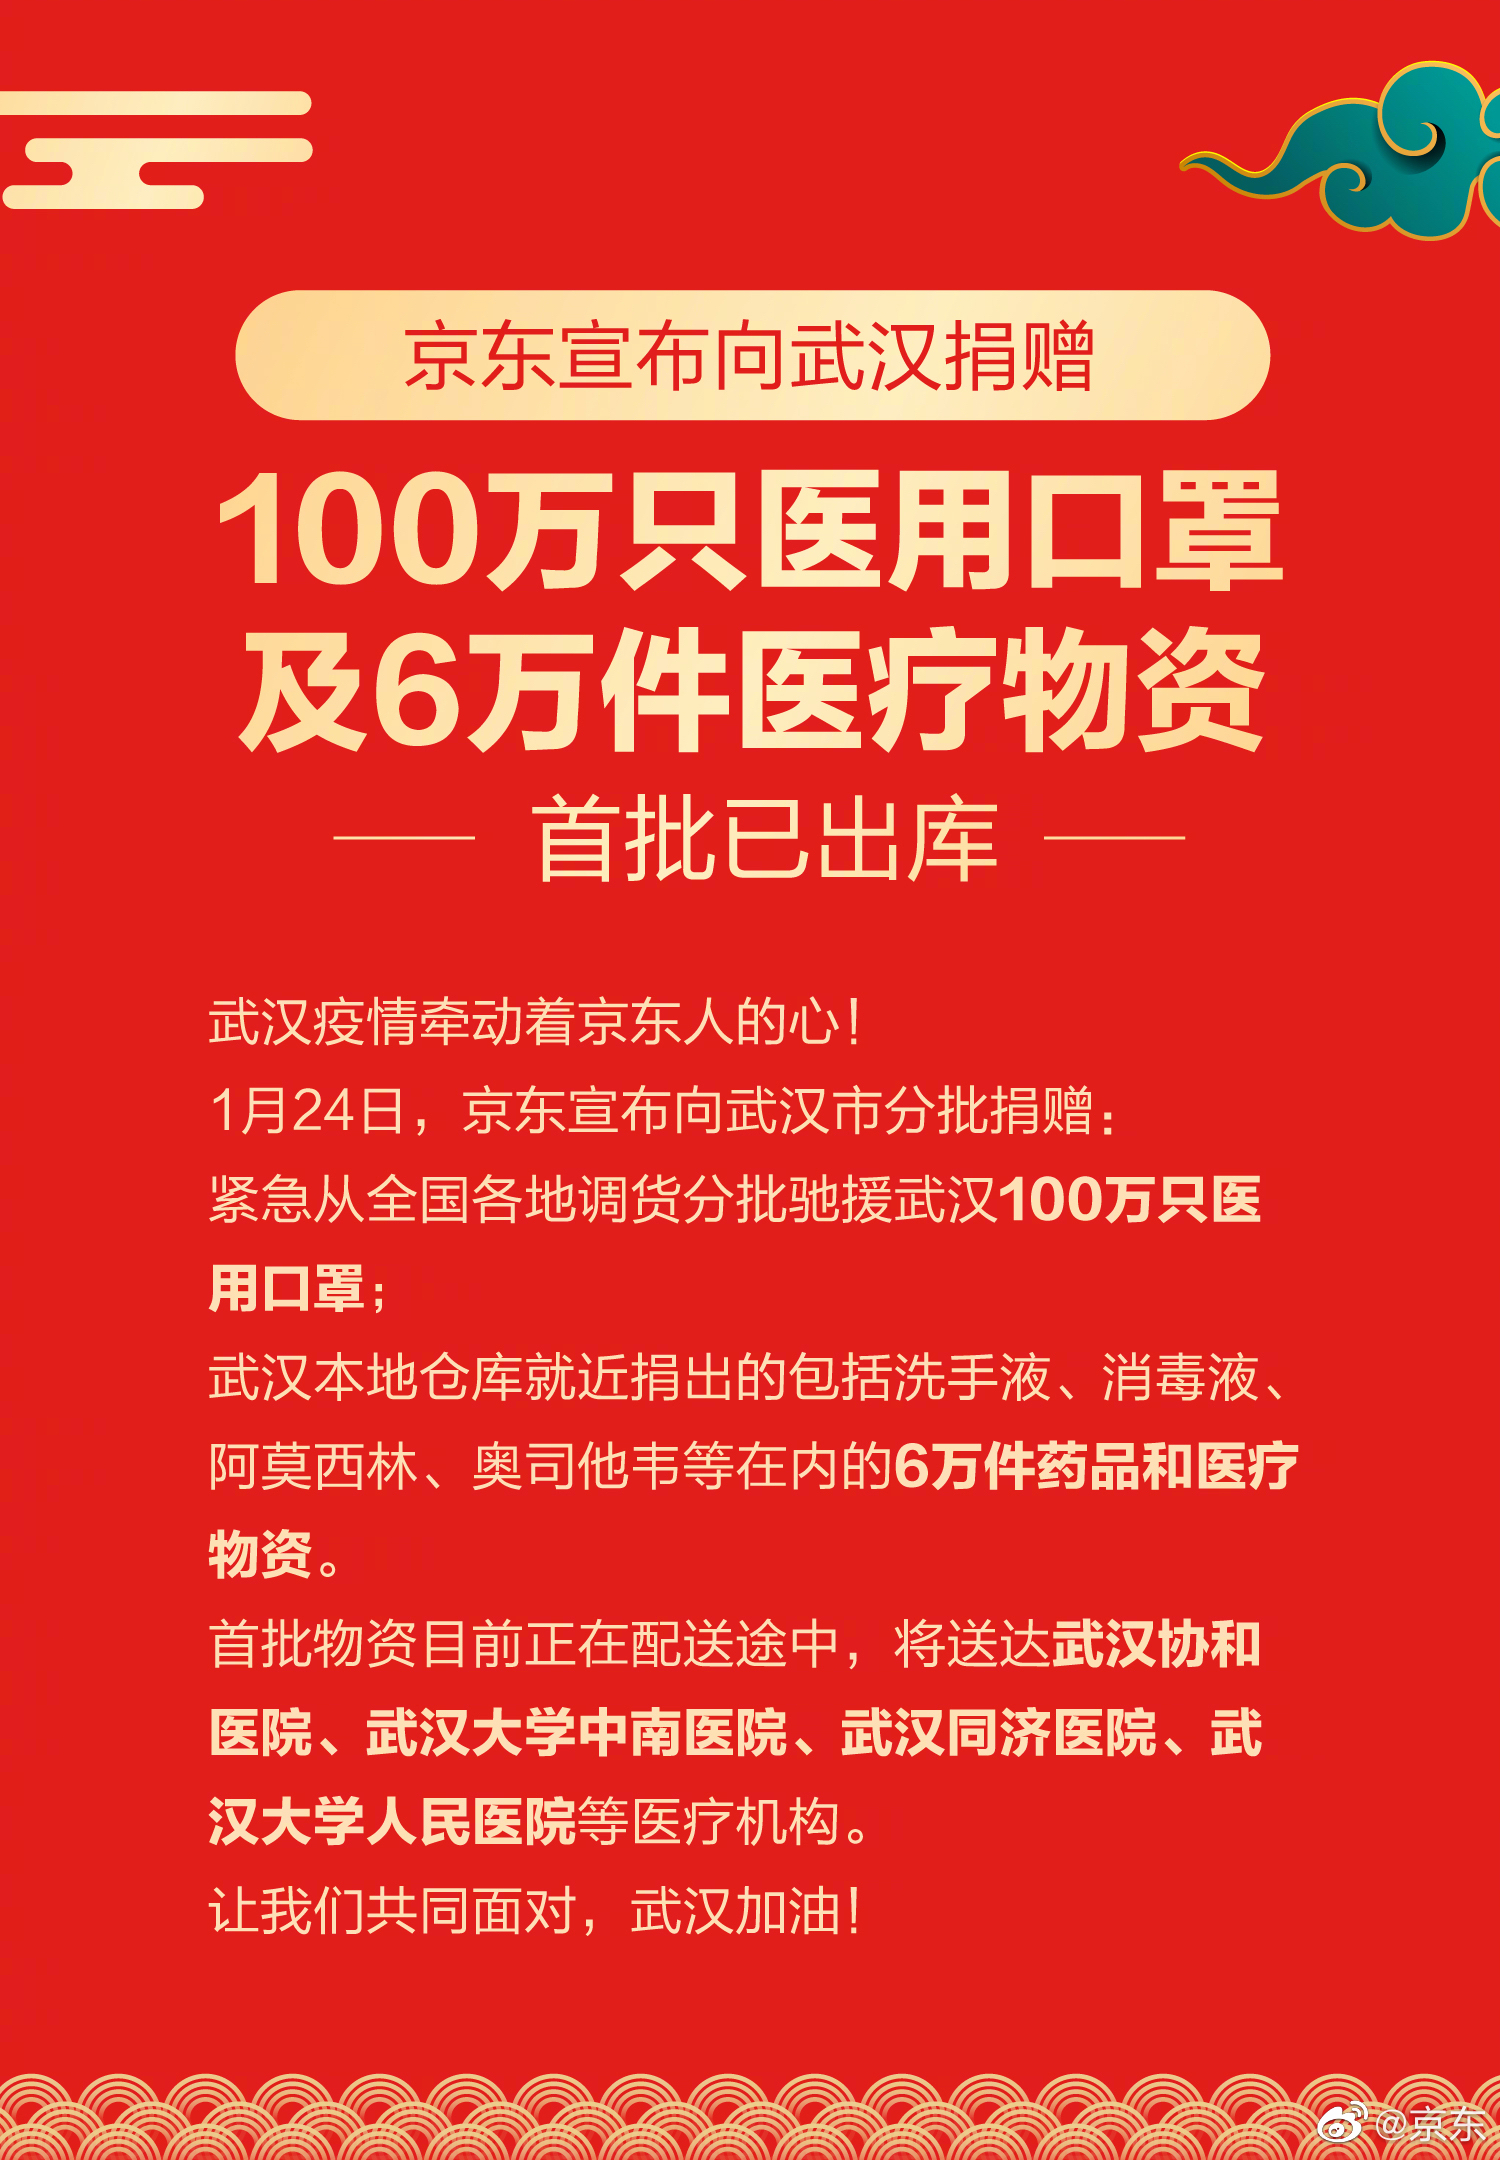 京东宣布向武汉捐赠
100万只医用口罩
及6万件医疗物资
首批已出库
武汉疫情牵动着京东人的心！
1月24日，京东宣布向武汉市分批捐赠：
紧急从全国各地调货分批驰援武汉100万只医
用口罩；
武汉本地仓库就近捐出的包括洗手液、消毒液、
阿莫西林、奥司他韦等在内的6万件药品和医疗
物资。
首批物资目前正在配送途中，将送达武汉协和
医院、武汉大学中南医院、武汉同济医院、武
汉大学人民医院等医疗机构。
让我们共同面对，武汉加油！
@京东